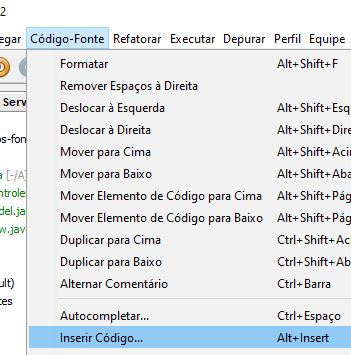 2
egar Código-Fonte Refatorar Executar Depurar Perfil Equipe
Formatar Alt+Shift+F
Remover Espaços à Direita
Serv Deslocar à Esquerda Alt+Shift+Esq
Deslocar à Direita Alt+Shift+Dire
os-fon Mover para Cima Alt+Shift+Aci
a [-/A] Mover para Baixo Alt+Shift+Aba
ntrole Mover Elemento de Código para Cima Alt+Shift+Pág
del.ja Mover Elemento de Código para Baixo Alt+Shift+Pág
w.java Duplicar para Cima Ctrl+Shift+Ac
Duplicar para Baixo Ctrl+Shift+Ab
ult) Alternar Comentário Ctrl+Barra
tes
Autocompletar... Ctrl+Espaço
Inserir Código... Alt+Insert